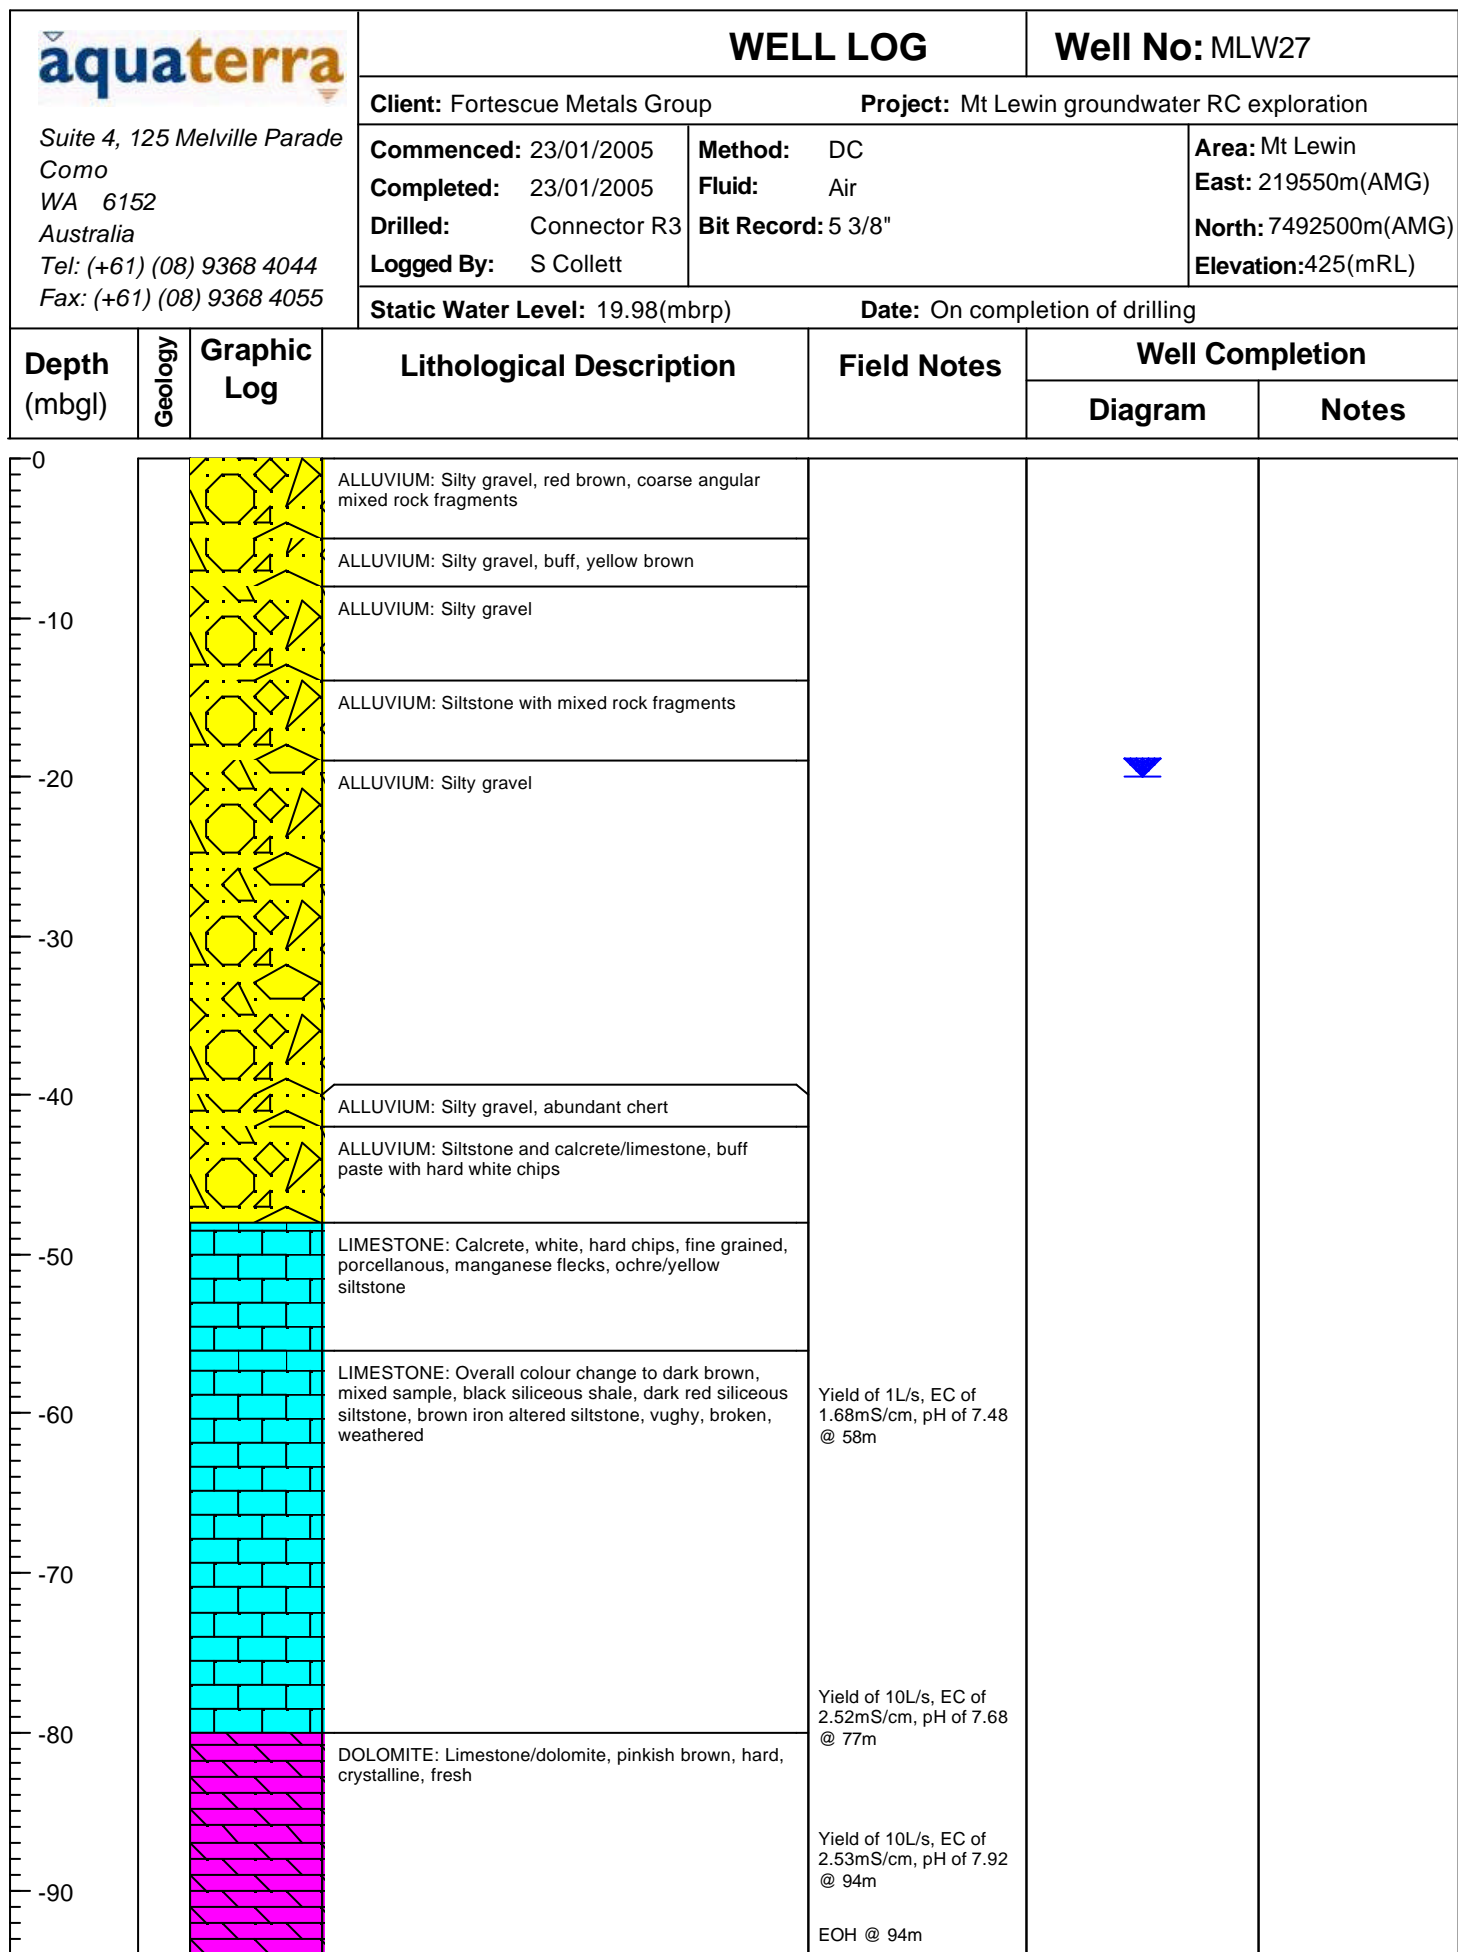 aquaterra
Suite 4, 125 Melville Parade
Como
WA 6152
Australia
Tel: (+61) (08) 9368 4044
Fax: (+61) (08) 9368 4055
WELL LOG
Well No: MLW27
Client: Fortescue Metals Group
Project: Mt Lewin groundwater RC exploration
Commenced: 23/01/2005
Completed: 23/01/2005
Drilled: Connector R3
Logged By: S Collett
Method: DC
Fluid: Air
Bit Record: 5 3/8"
Area: Mt Lewin
East: 219550m(AMG)
North: 7492500m(AMG)
Elevation: 425(mRL)
Static Water Level: 19.98(mbrp)
Date: On completion of drilling
Depth
(mbgl)
Geology
Graphic
Log
Lithological Description
Field Notes
Well Completion
Diagram
Notes
0
ALLUVIUM: Silty gravel, red brown, coarse angular
mixed rock fragments
ALLUVIUM: Silty gravel, buff, yellow brown
ALLUVIUM: Silty gravel
-10
ALLUVIUM: Siltstone with mixed rock fragments
-20
ALLUVIUM: Silty gravel
-30
-40
ALLUVIUM: Silty gravel, abundant chert
ALLUVIUM: Siltstone and calcrete/limestone, buff
paste with hard white chips
LIMESTONE: Calcrete, white, hard chips, fine grained,
porcellanous, manganese flecks, ochre/yellow
siltstone
-50
LIMESTONE: Overall colour change to dark brown,
mixed sample, black siliceous shale, dark red siliceous
siltstone, brown iron altered siltstone, vughy, broken,
weathered
Yield of 1L/s, EC of
1.68mS/cm, pH of 7.48
@ 58m
-60
-70
Yield of 10L/s, EC of
2.52mS/cm, pH of 7.68
@ 77m
-80
DOLOMITE: Limestone/dolomite, pinkish brown, hard,
crystalline, fresh
Yield of 10L/s, EC of
2.53mS/cm, pH of 7.92
@ 94m
-90
EOH @ 94m